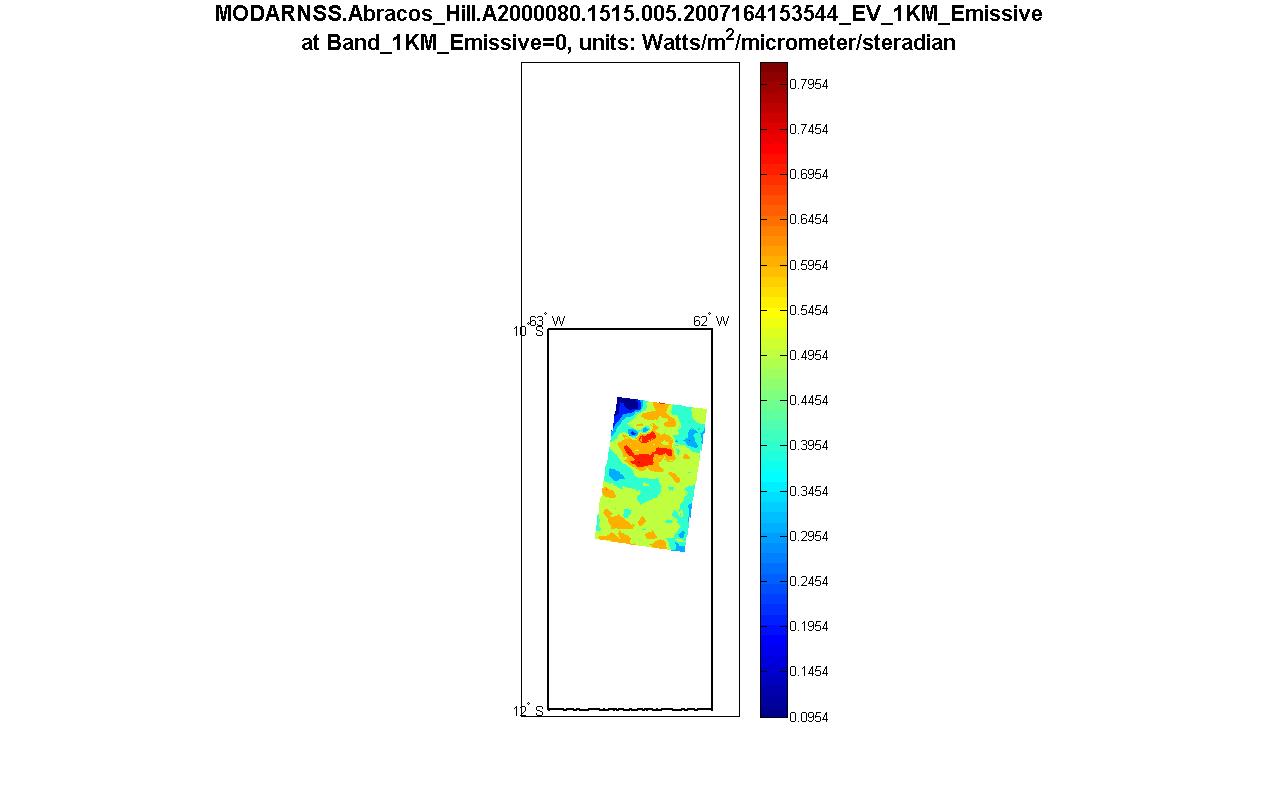 MODARNSS.Abracos_Hill.A2000080.1515.005.2007164153544_EV_1KM_Emissive
at Band_1KM_Emissive=0, units: Watts/m²/micrometer/steradian
0.7954
0.7454
0.6954
0.6454
0.5954
0.5454
0.4954
0.4454
0.3954
0.3454
0.2954
0.2454
0.1954
0.1454
0.0954
63° W
62° W
10° S
12° S